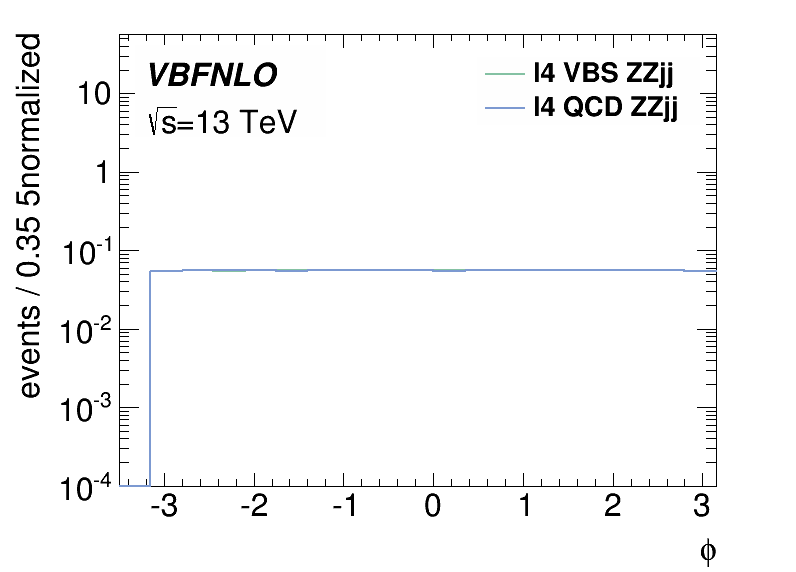 events / 0.35 5normalized
VBFNLO
√s=13 TeV
l4 VBS ZZjj
l4 QCD ZZjj
10
1
10⁻¹
10⁻²
10⁻³
10⁻⁴
-3 -2 -1 0 1 2 3
ϕ